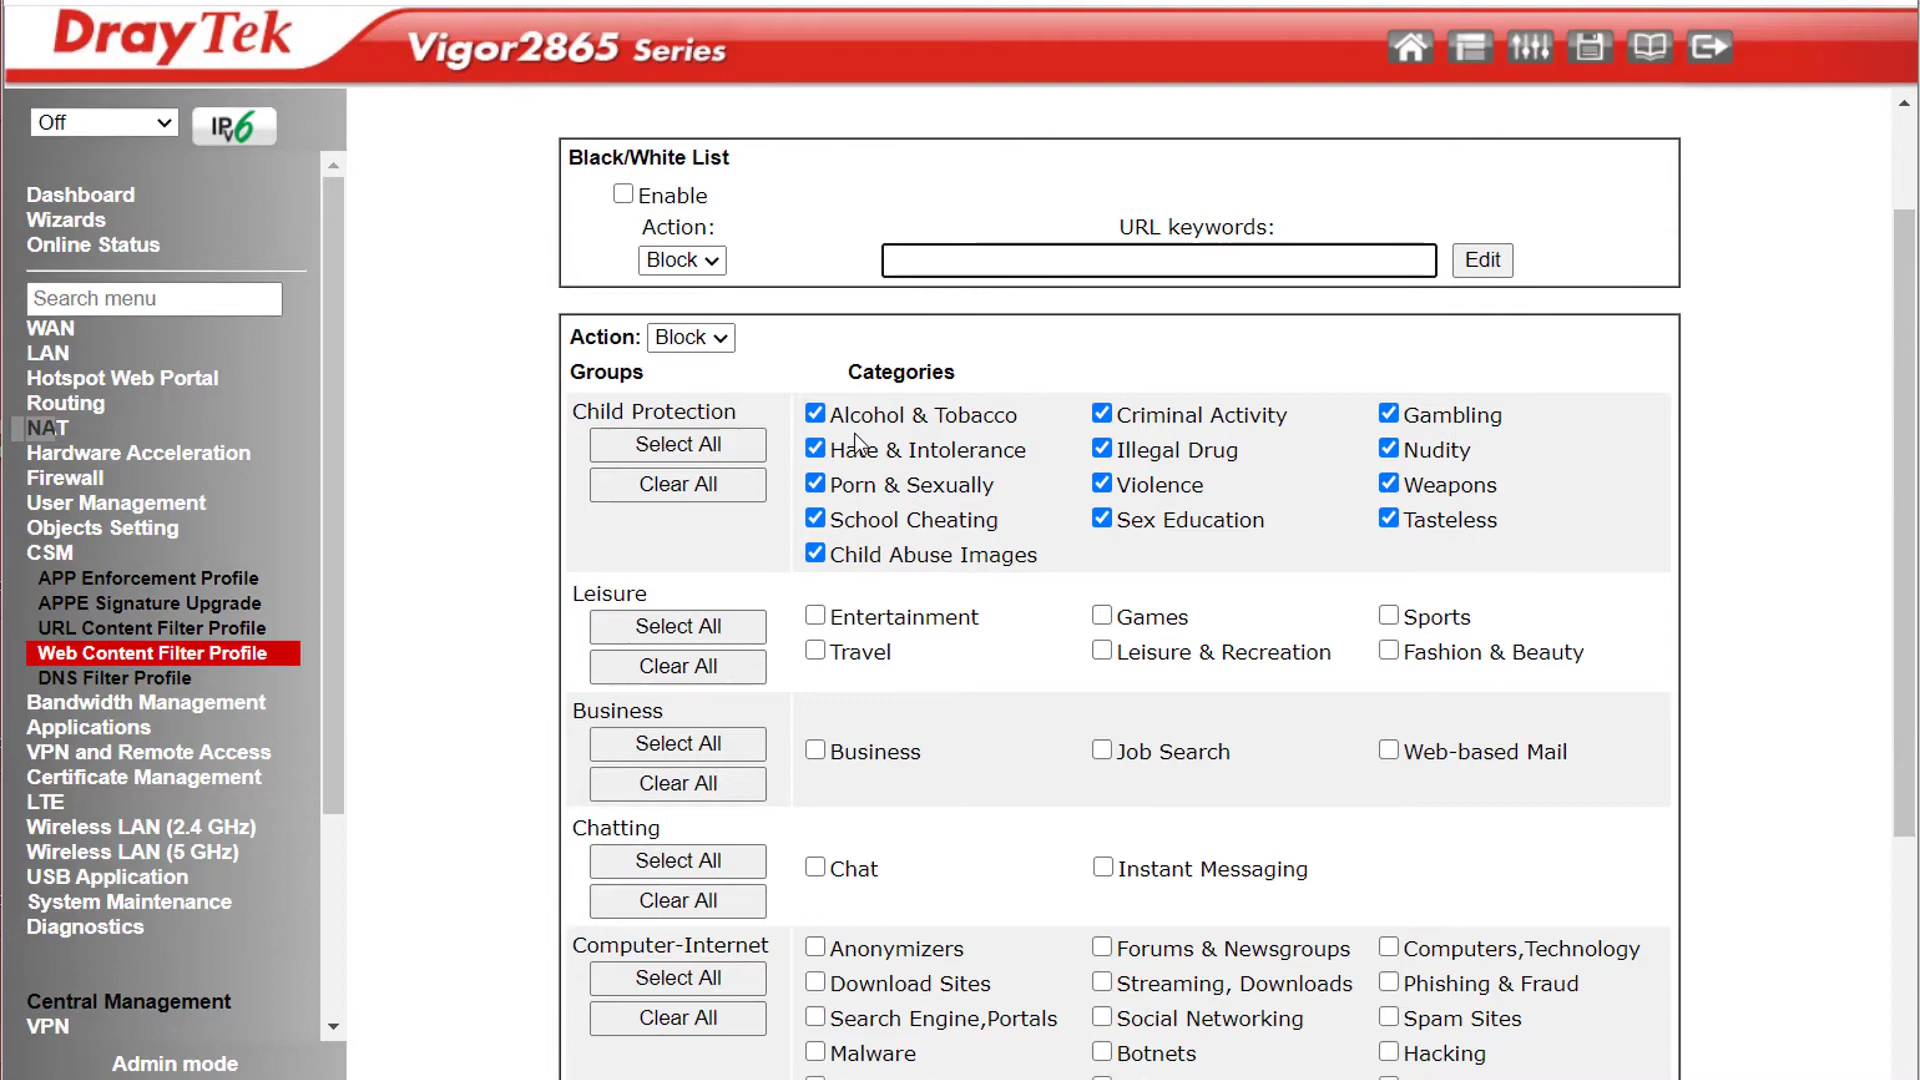 DrayTek
Vigor2865 Series
Off
IPv6
Dashboard
Wizards
Online Status
Search menu
WAN
LAN
Hotspot Web Portal
Routing
NAT
Hardware Acceleration
Firewall
User Management
Objects Setting
CSM
APP Enforcement Profile
APPE Signature Upgrade
URL Content Filter Profile
Web Content Filter Profile
DNS Filter Profile
Bandwidth Management
Applications
VPN and Remote Access
Certificate Management
LTE
Wireless LAN (2.4 GHz)
Wireless LAN (5 GHz)
USB Application
System Maintenance
Diagnostics
Central Management
VPN
Admin mode
Black/White List
Enable
Action: URL keywords:
Block Edit
Action: Block
Groups Categories
Child Protection
Select All
Clear All
Alcohol & Tobacco Criminal Activity Gambling
Hate & Intolerance Illegal Drug Nudity
Porn & Sexually Violence Weapons
School Cheating Sex Education Tasteless
Child Abuse Images
Leisure
Select All
Clear All
Entertainment Games Sports
Travel Leisure & Recreation Fashion & Beauty
Business
Select All
Clear All
Business Job Search Web-based Mail
Chatting
Select All
Clear All
Chat Instant Messaging
Computer-Internet
Select All
Clear All
Anonymizers Forums & Newsgroups Computers,Technology
Download Sites Streaming, Downloads Phishing & Fraud
Search Engine,Portals Social Networking Spam Sites
Malware Botnets Hacking